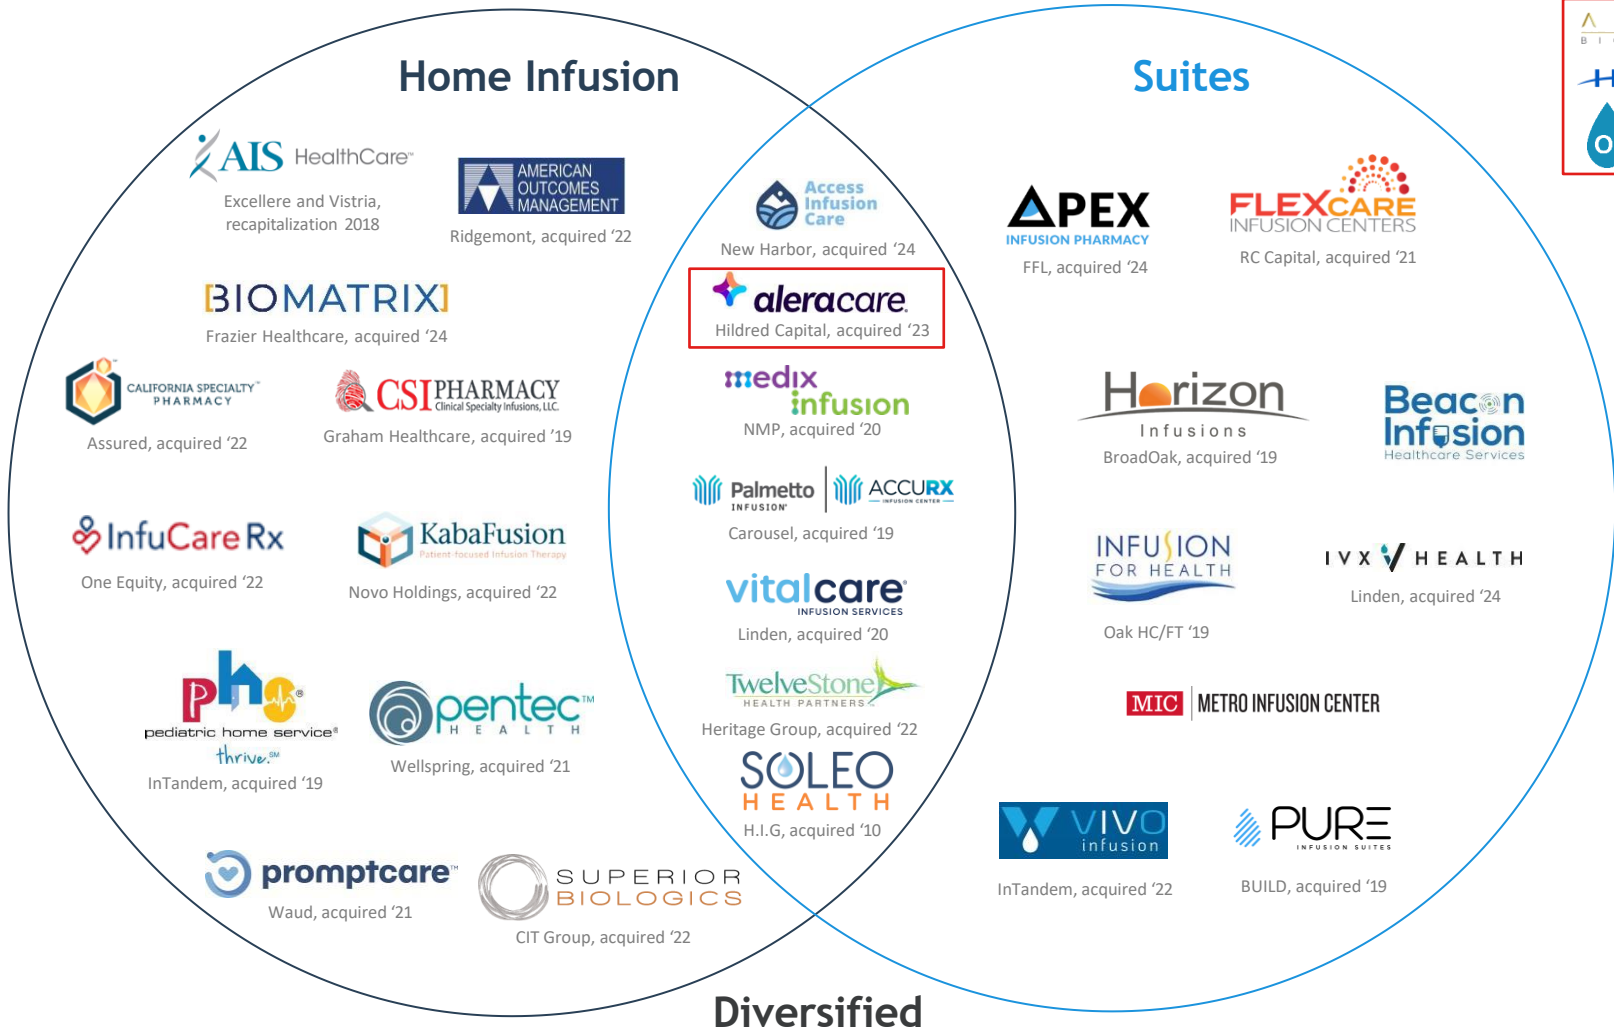 Home Infusion
Suites
AIS HealthCare™
Excellere and Vistria,
recapitalization 2018
AMERICAN
OUTCOMES
MANAGEMENT
Ridgemont, acquired ‘22
BIOMATRIX
Frazier Healthcare, acquired ‘24
CALIFORNIA SPECIALTY™
PHARMACY
Assured, acquired ‘22
CSI PHARMACY
Clinical Specialty Infusions, LLC.
Graham Healthcare, acquired ’19
InfuCare Rx
One Equity, acquired ‘22
KabaFusion
Patient-focused Infusion Therapy
Novo Holdings, acquired ‘22
phs®
pediatric home service®
thrive.℠
InTandem, acquired ‘19
pentec™
HEALTH
Wellspring, acquired ‘21
promptcare™
Waud, acquired ‘21
SUPERIOR
BIOLOGICS
CIT Group, acquired ‘22
Access
Infusion
Care
New Harbor, acquired ‘24
aleracare.
Hildred Capital, acquired ‘23
medix
infusion
NMP, acquired ‘20
Palmetto
INFUSION
ACCURX
INFUSION CENTER
Carousel, acquired ‘19
vitalcare
INFUSION SERVICES
Linden, acquired ‘20
TwelveStone
HEALTH PARTNERS
Heritage Group, acquired ‘22
SOLEO
HEALTH
H.I.G, acquired ‘10
APEX
INFUSION PHARMACY
FFL, acquired ‘24
FLEXCARE
INFUSION CENTERS
RC Capital, acquired ‘21
Horizon
Infusions
BroadOak, acquired ‘19
Beacon
Infusion
Healthcare Services
INFUSION
FOR HEALTH
Oak HC/FT ‘19
IVX HEALTH
Linden, acquired ‘24
MIC METRO INFUSION CENTER
VIVO
infusion
InTandem, acquired ‘22
PURE
INFUSION SUITES
BUILD, acquired ‘19
Diversified